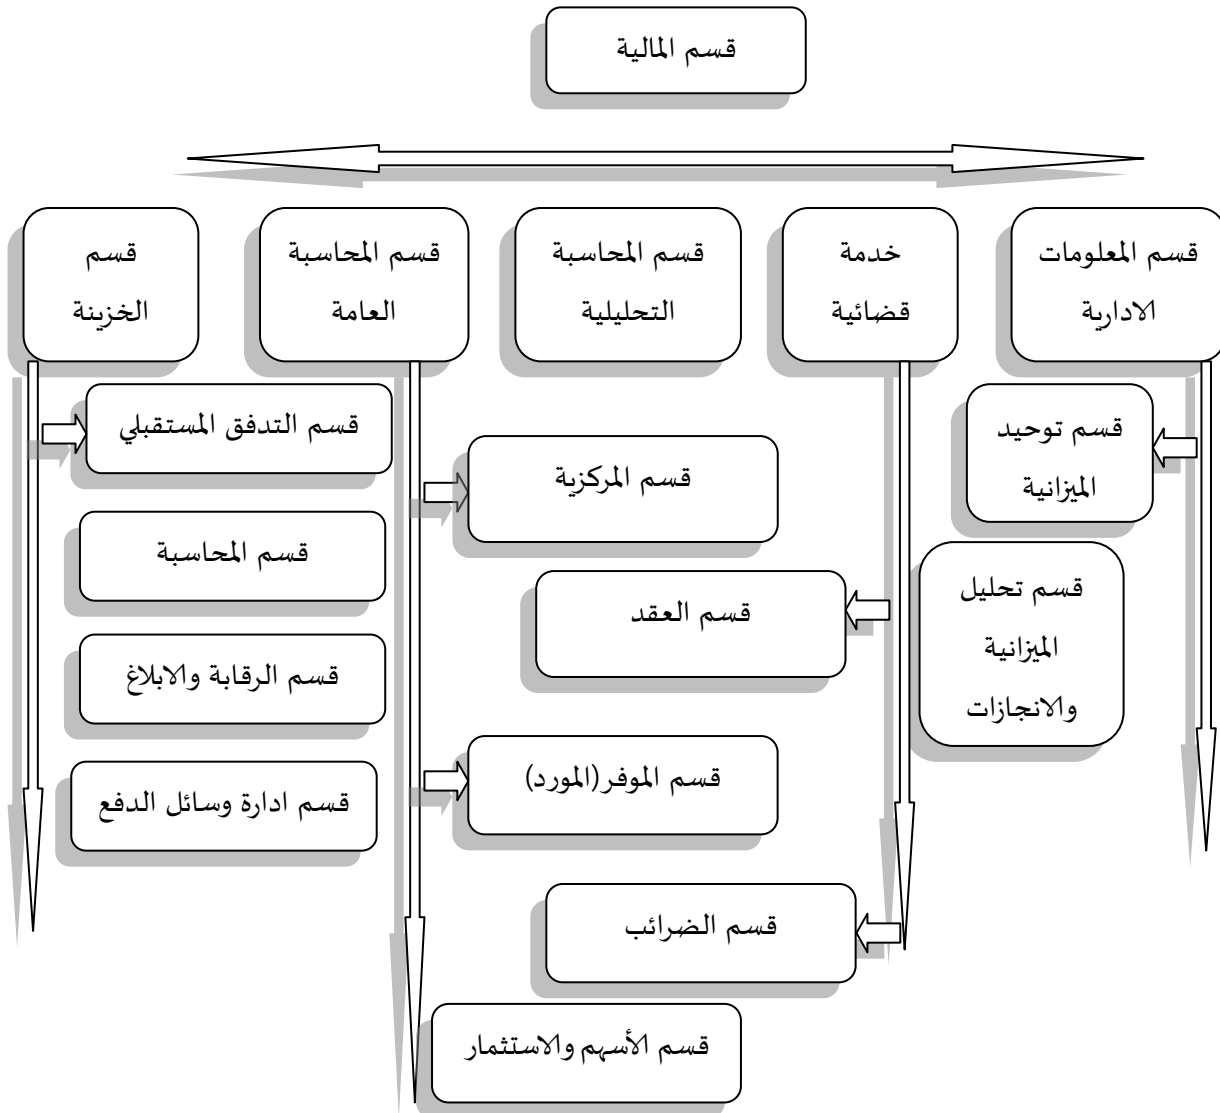 قسم المالية
قسم المعلومات
الادارية
خدمة
قضائية
قسم المحاسبة
التحليلية
قسم المحاسبة
العامة
قسم
الخزينة
قسم توحيد
الميزانية
قسم التدفق المستقبلي
قسم المركزية
قسم المحاسبة
قسم تحليل
الميزانية
والانجازات
قسم العقد
قسم الرقابة والابلاغ
قسم الموفر(المورد)
قسم ادارة وسائل الدفع
قسم الضرائب
قسم الأسهم والاستثمار